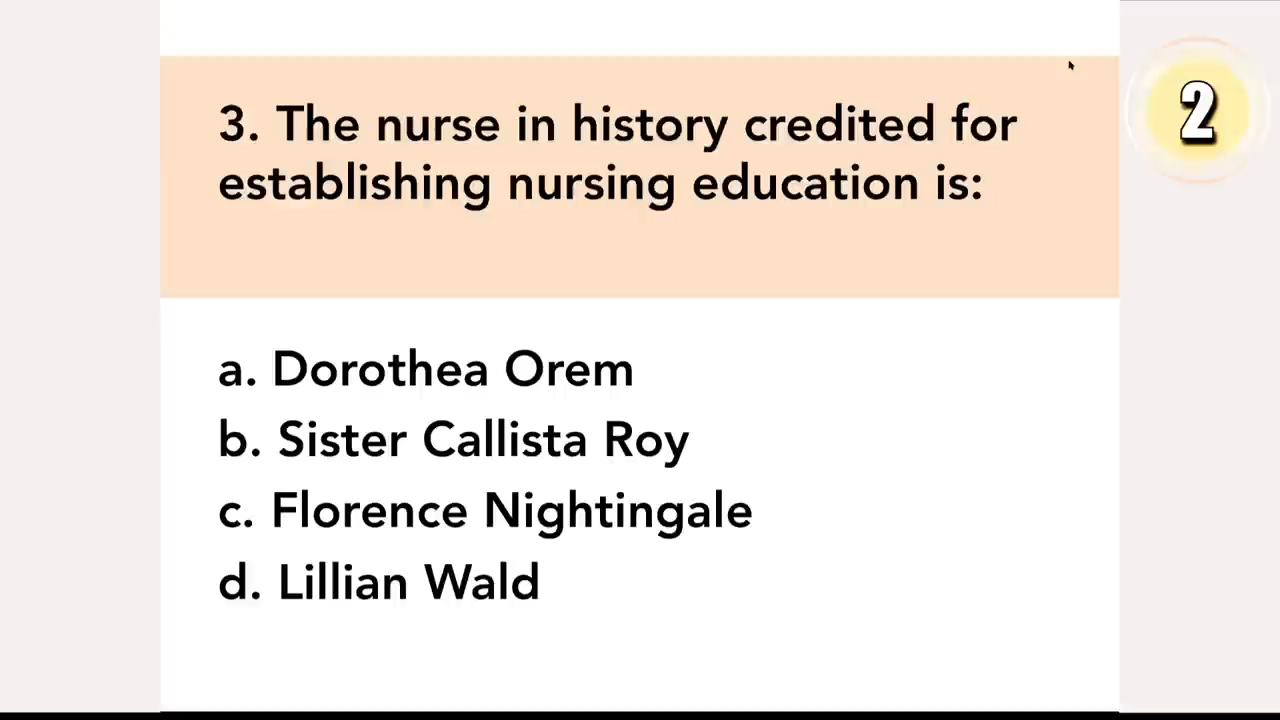 3. The nurse in history credited for
establishing nursing education is:
2
a. Dorothea Orem
b. Sister Callista Roy
c. Florence Nightingale
d. Lillian Wald